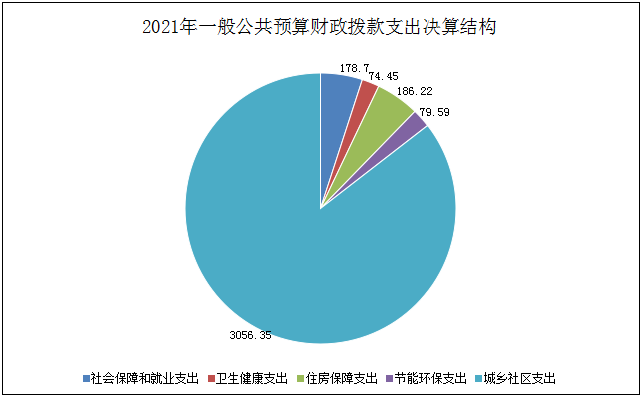 2021年一般公共预算财政拨款支出决算结构
178.7
74.45
186.22
79.59
3056.35
社会保障和就业支出 卫生健康支出 住房保障支出 节能环保支出 城乡社区支出